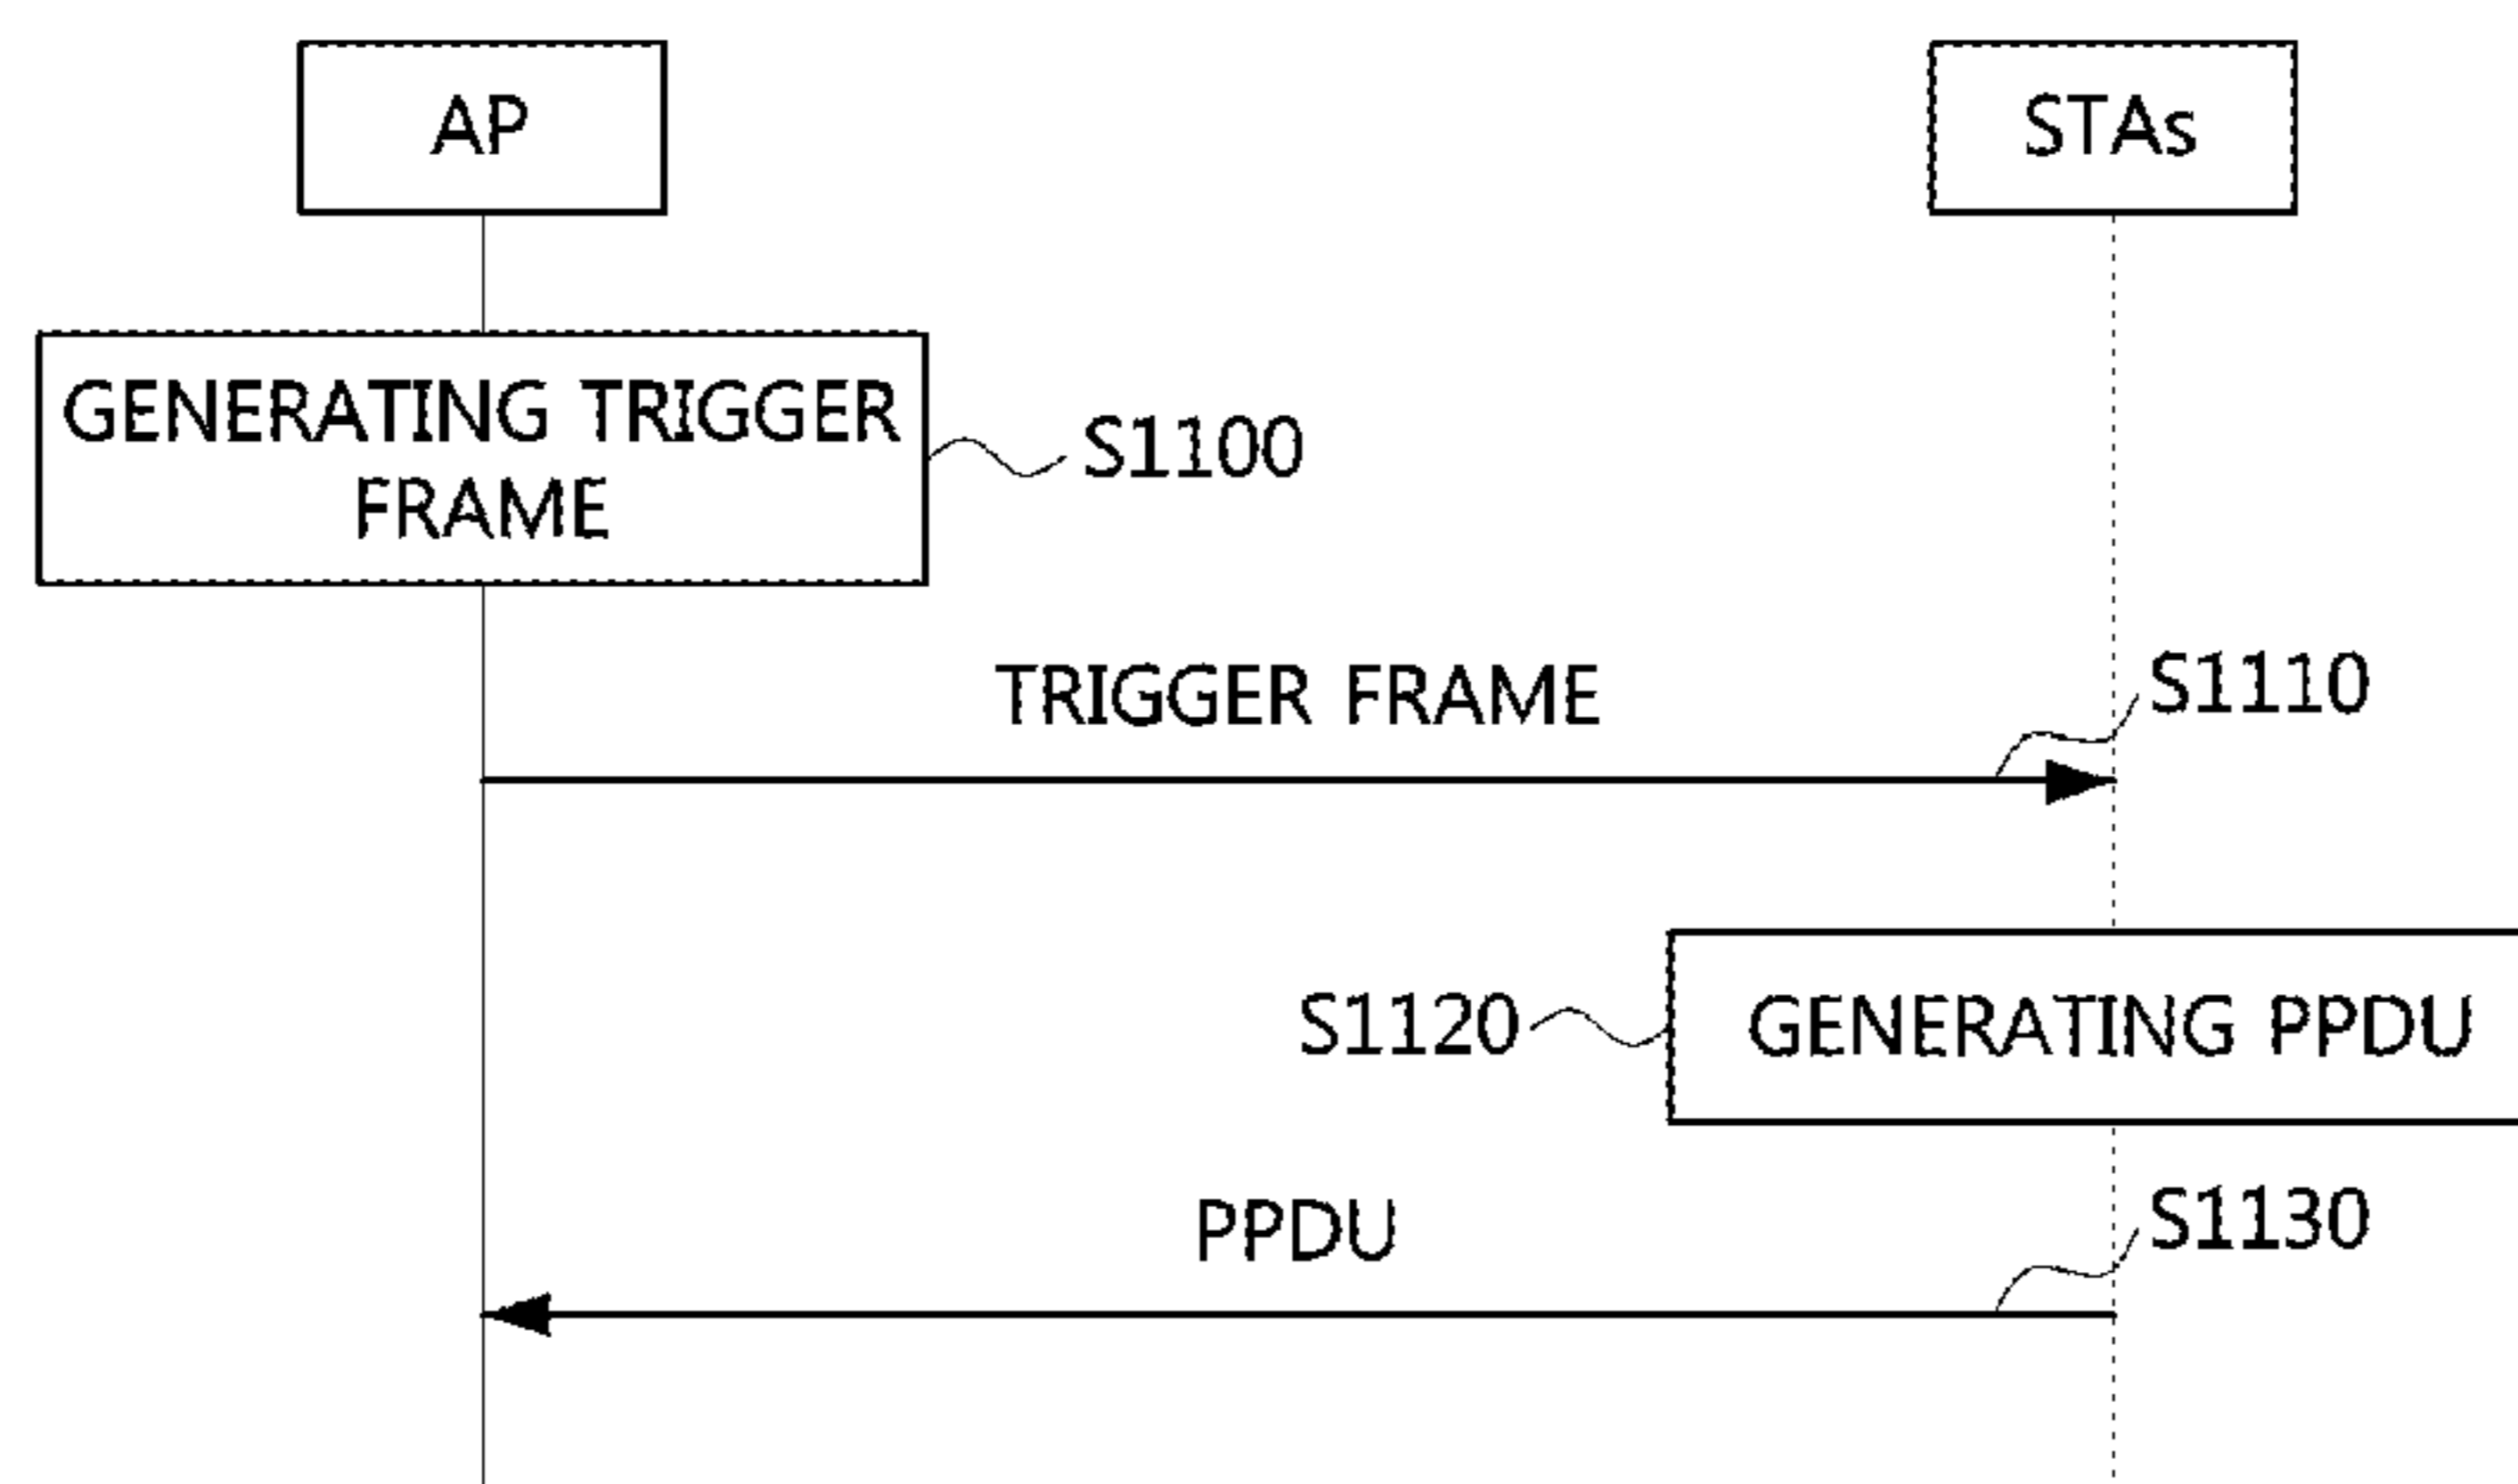 AP
STAs
GENERATING TRIGGER
FRAME
S1100
TRIGGER FRAME
S1110
S1120
GENERATING PPDU
PPDU
S1130